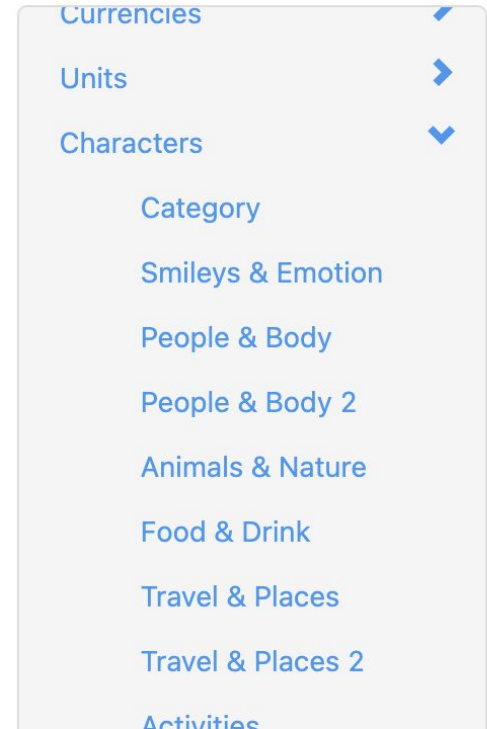 Currencies
Units
Characters
Category
Smileys & Emotion
People & Body
People & Body 2
Animals & Nature
Food & Drink
Travel & Places
Travel & Places 2
Activities